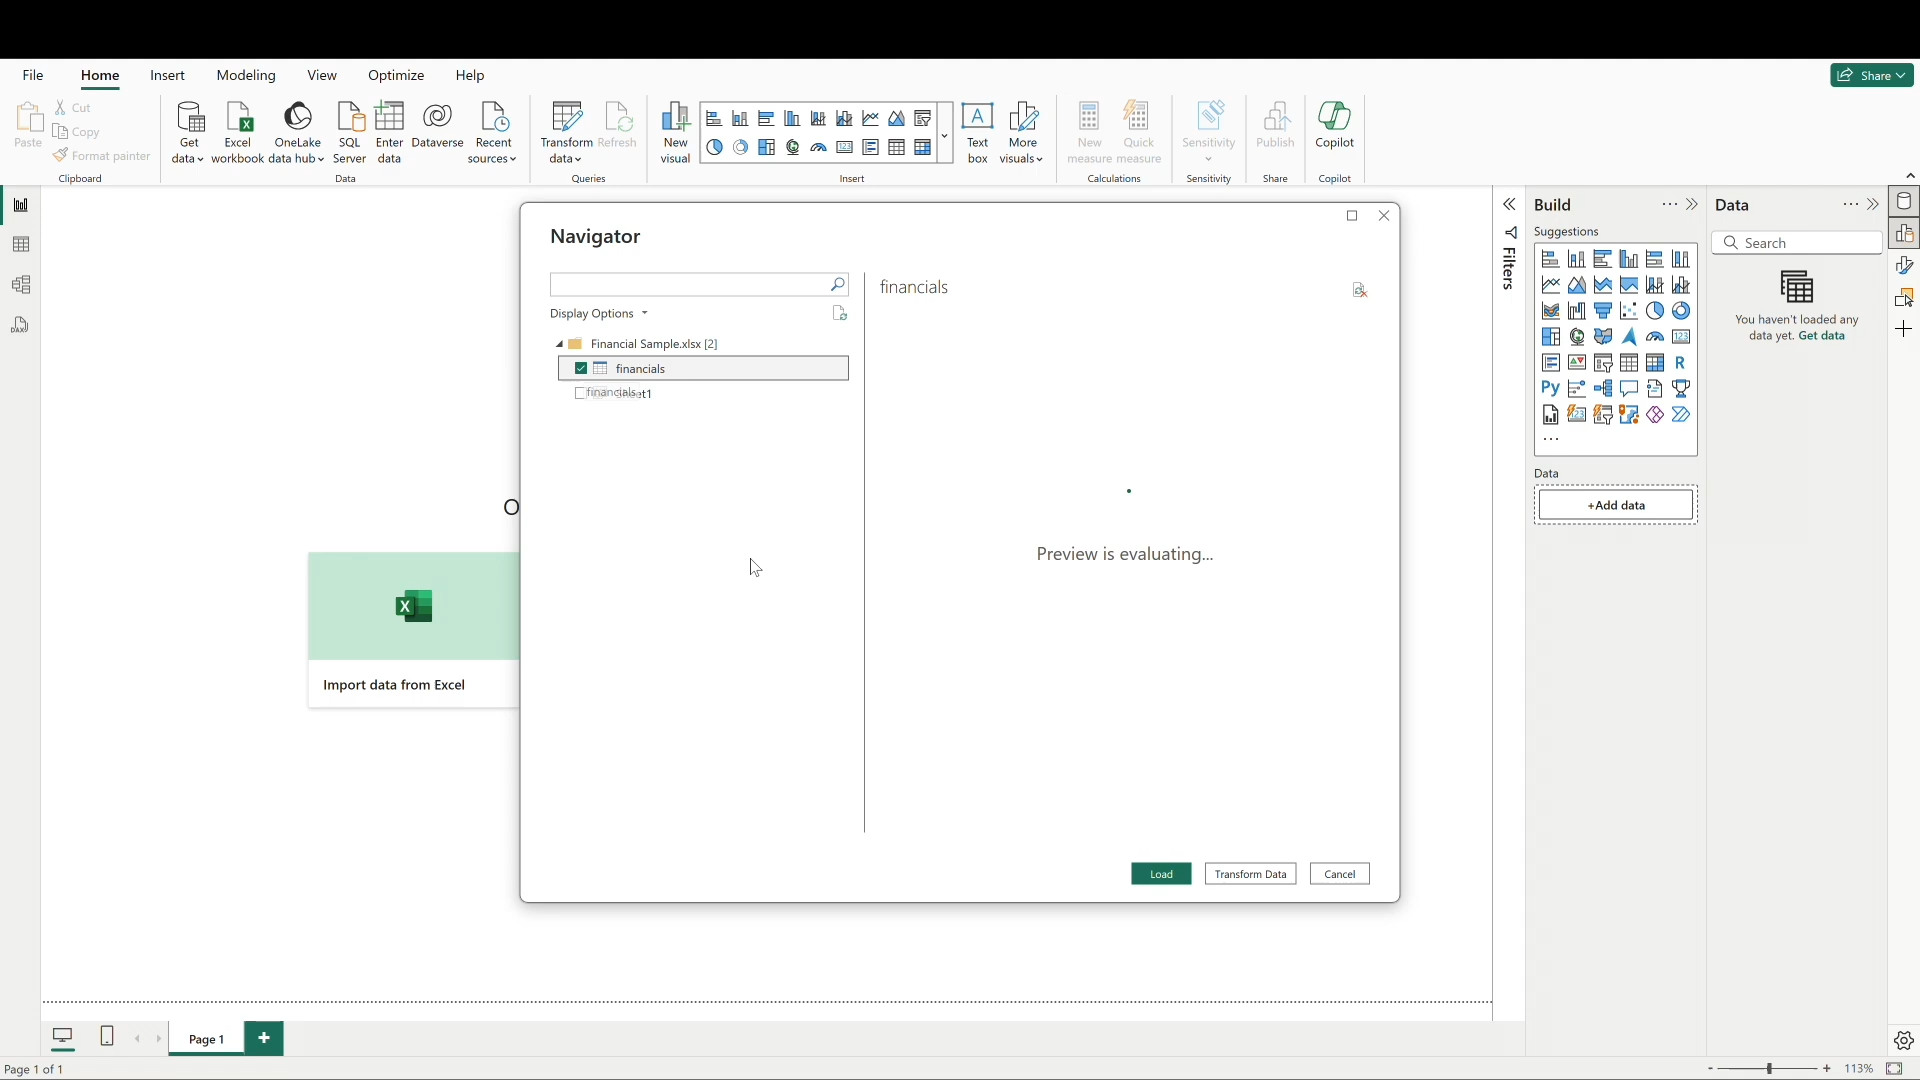 File Home Insert Modeling View Optimize Help Share
Paste Cut
Copy
Format painter
Clipboard
Get data
Excel workbook
OneLake data hub
SQL Server
Enter data
Dataverse
Recent sources
Data
Transform data
Refresh
Queries
New visual
Text box
More visuals
Insert
New measure
Quick measure
Calculations
Sensitivity
Sensitivity
Publish
Share
Copilot
Copilot
O
Import data from Excel
Navigator
Display Options
Financial Sample.xlsx [2]
financials
financials
financials
Preview is evaluating...
Load Transform Data Cancel
Filters
Build
Suggestions
123
R
Py
Data
+Add data
Data
Search
You haven't loaded any
data yet. Get data
Page 1
Page 1 of 1
113%